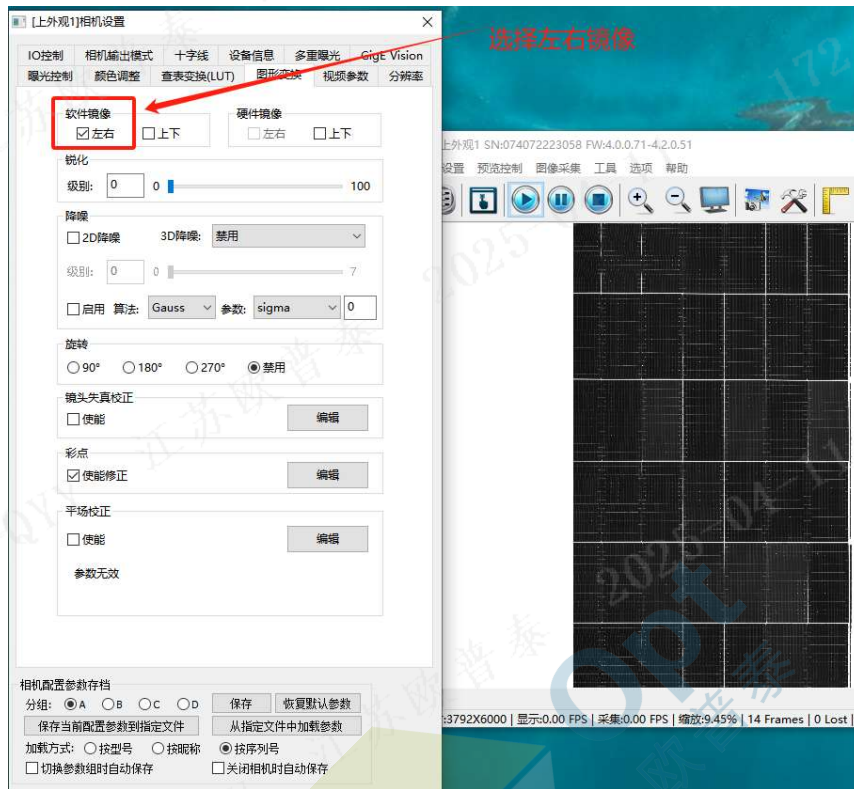 [上外观1]相机设置
选择左右镜像
IO控制 相机输出模式 十字线 设备信息 多重曝光 GigE Vision
曝光控制 颜色调整 查表变换(LUT) 图形变换 视频参数 分辨率
软件镜像 硬件镜像
左右 上下 左右 上下
上外观1 SN:074072223058 FW:4.0.0.71-4.2.0.51
设置 预览控制 图像采集 工具 选项 帮助
锐化
级别: 0 0 100
降噪
2D降噪 3D降噪: 禁用
级别: 0 0 7
启用 算法: Gauss 参数: sigma 0
旋转
90° 180° 270° 禁用
镜头失真校正
使能 编辑
彩点
使能修正 编辑
平场校正
使能 编辑
参数无效
相机配置参数存档
分组: A B C D 保存 恢复默认参数
保存当前配置参数到指定文件 从指定文件中加载参数
加载方式: 按型号 按昵称 按序列号
切换参数组时自动保存 关闭相机时自动保存
:3792X6000 | 显示:0.00 FPS | 采集:0.00 FPS | 缩放:9.45% | 14 Frames | 0 Lost |
江苏欧普泰
2025-04-11
Opt
欧普泰